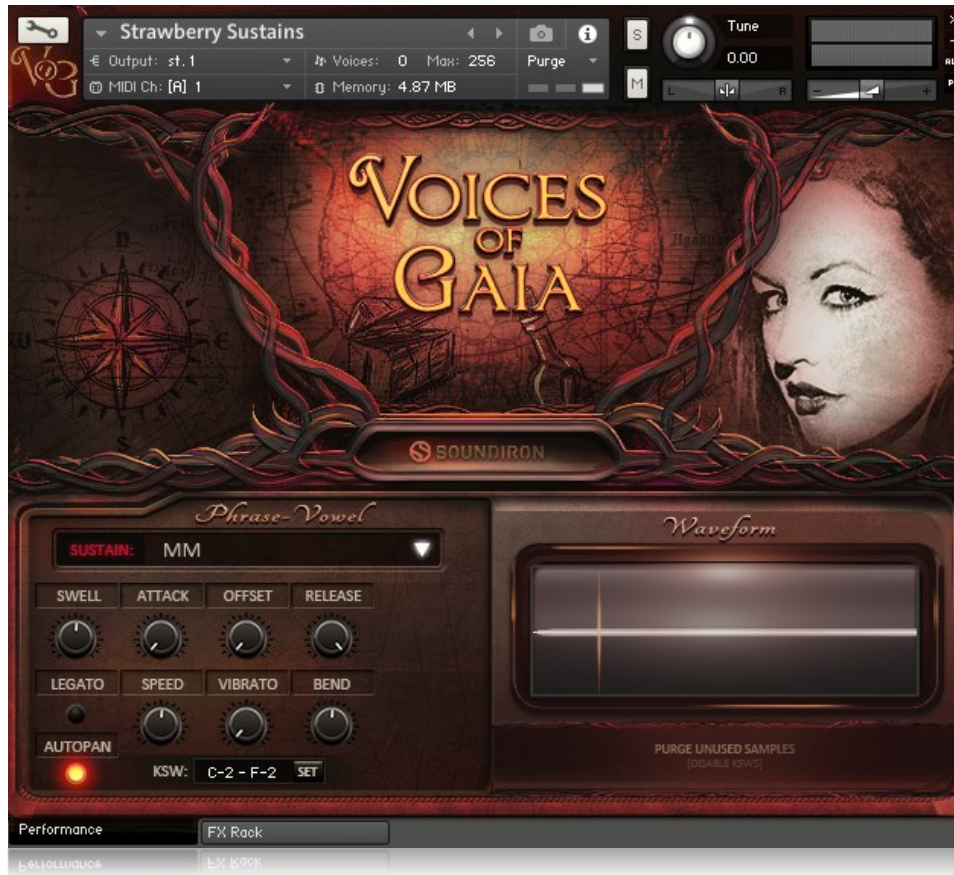 Strawberry Sustains
Output: st. 1
Voices: 0 Max: 256
Purge
MIDI Ch: [A] 1
Memory: 4.87 MB
S
M
Tune
0.00
L
R
- +
VOG
n
W
E
S
VOICES
OF
GAIA
SOUNDIRON
Phrase-Vowel
SUSTAIN: MM
SWELL ATTACK OFFSET RELEASE
LEGATO SPEED VIBRATO BEND
AUTOPAN
KSW: C-2 - F-2 SET
Waveform
PURGE UNUSED SAMPLES
(DISABLE KSWS)
Performance
FX Rack